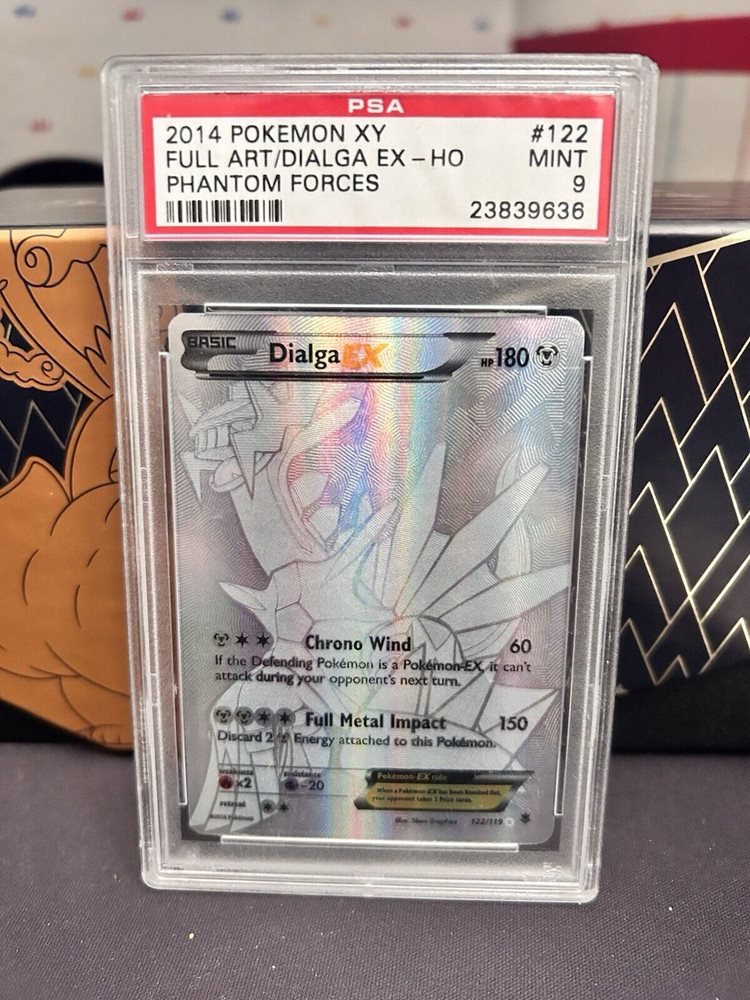 PSA
2014 POKEMON XY #122
FULL ART/DIALGA EX - HO MINT
PHANTOM FORCES 9
23839636
BASIC Dialga EX HP 180
Chrono Wind 60
If the Defending Pokémon is a Pokémon-EX, it can't
attack during your opponent's next turn.
Full Metal Impact 150
Discard 2 Energy attached to this Pokémon.
weakness resistance
×2 -20
retreat
Pokémon-EX rule
When a Pokémon-EX has been Knocked Out,
your opponent takes 2 Prize cards.
Illus. 5ban Graphics 122/119